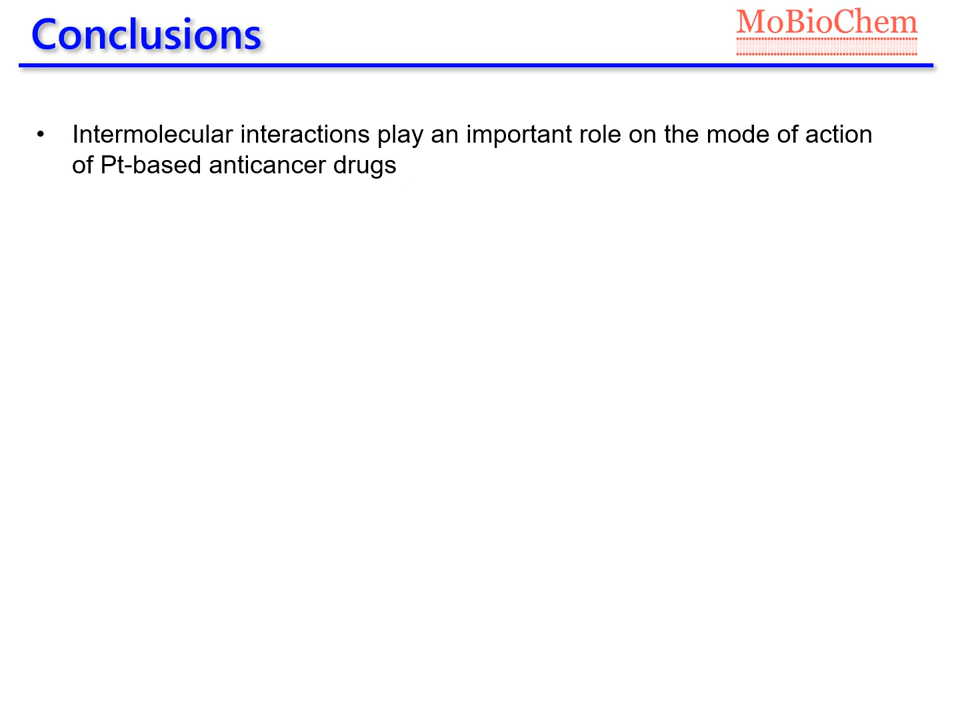 Conclusions
MoBioChem
• Intermolecular interactions play an important role on the mode of action
of Pt-based anticancer drugs